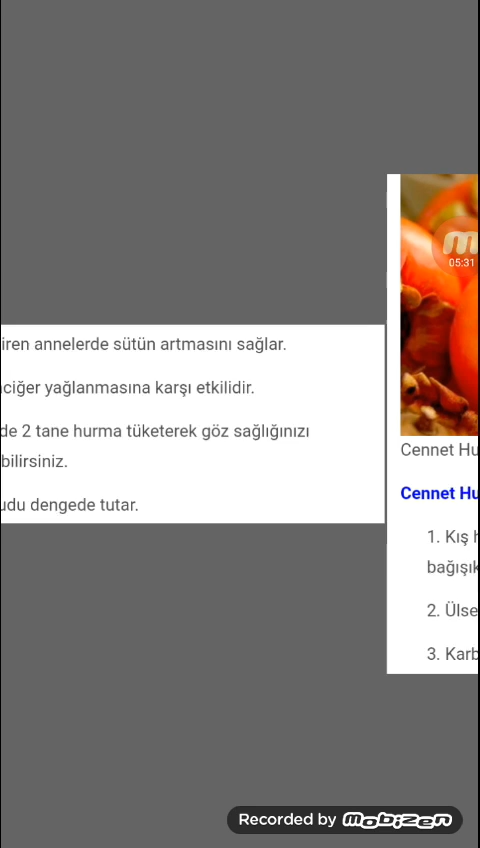 iren annelerde sütün artmasını sağlar.
ciğer yağlanmasına karşı etkilidir.
de 2 tane hurma tüketerek göz sağlığınızı
bilirsiniz.
udu dengede tutar.
05:31
Cennet Hu
Cennet Hu
1. Kış h
bağışık
2. Ülse
3. Karb
Recorded by mobizen